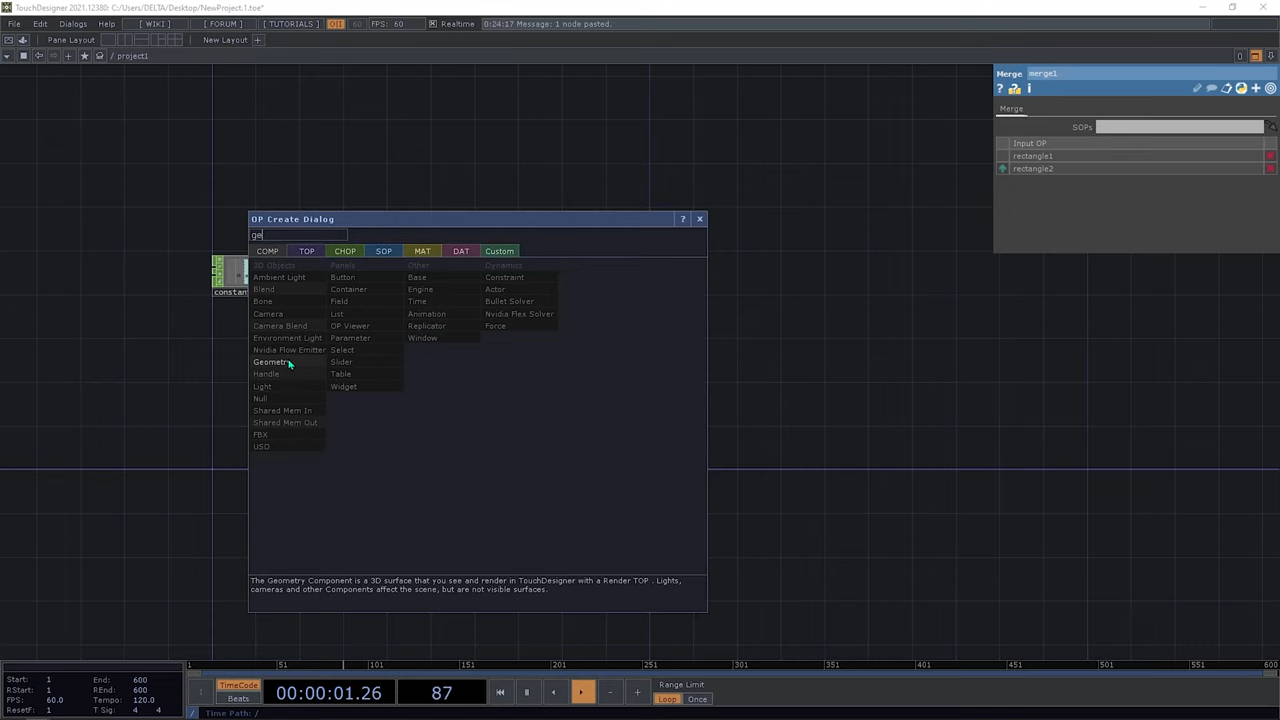 TouchDesigner 2021.12380: C:/Users/DELTA/Desktop/NewProject.1.toe*
File Edit Dialogs Help [ WIKI ] [ FORUM ] [ TUTORIALS ] O|I 60 FPS: 60 Realtime 0:24:17 Message: 1 node pasted.
Pane Layout New Layout +
/ project1
Merge merge1
Merge
SOPs
Input OP
rectangle1
rectangle2
OP Create Dialog ? x
ge
COMP TOP CHOP SOP MAT DAT Custom
3D Objects Panels Other Dynamics
Ambient Light Button Base Constraint
Blend Container Engine Actor
Bone Field Time Bullet Solver
Camera List Animation Nvidia Flex Solver
Camera Blend OP Viewer Replicator Force
Environment Light Parameter Window
Nvidia Flow Emitter Select
Geometry Slider
Handle Table
Light Widget
Null
Shared Mem In
Shared Mem Out
FBX
USD
constant
The Geometry Component is a 3D surface that you see and render in TouchDesigner with a Render TOP . Lights,
cameras and other Components affect the scene, but are not visible surfaces.
1 51 101 151 201 251 301 351 401 451 501 551 600
Start: 1 End: 600
RStart: 1 REnd: 600
FPS: 60.0 Tempo: 120.0
ResetF: 1 T Sig: 4 4
TimeCode
Beats
00:00:01.26 87
Range Limit
Loop Once
/ Time Path: /